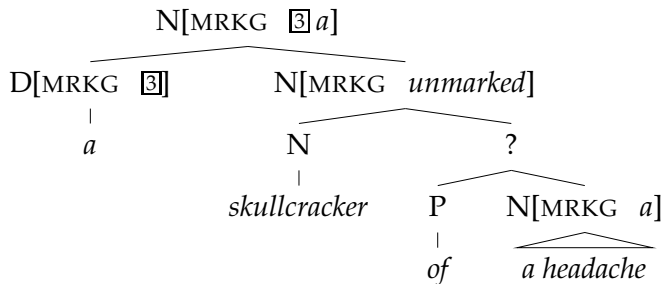 N[MRKG 3 a]
D[MRKG 3] N[MRKG unmarked]
a N ?
skullcracker P N[MRKG a]
of a headache